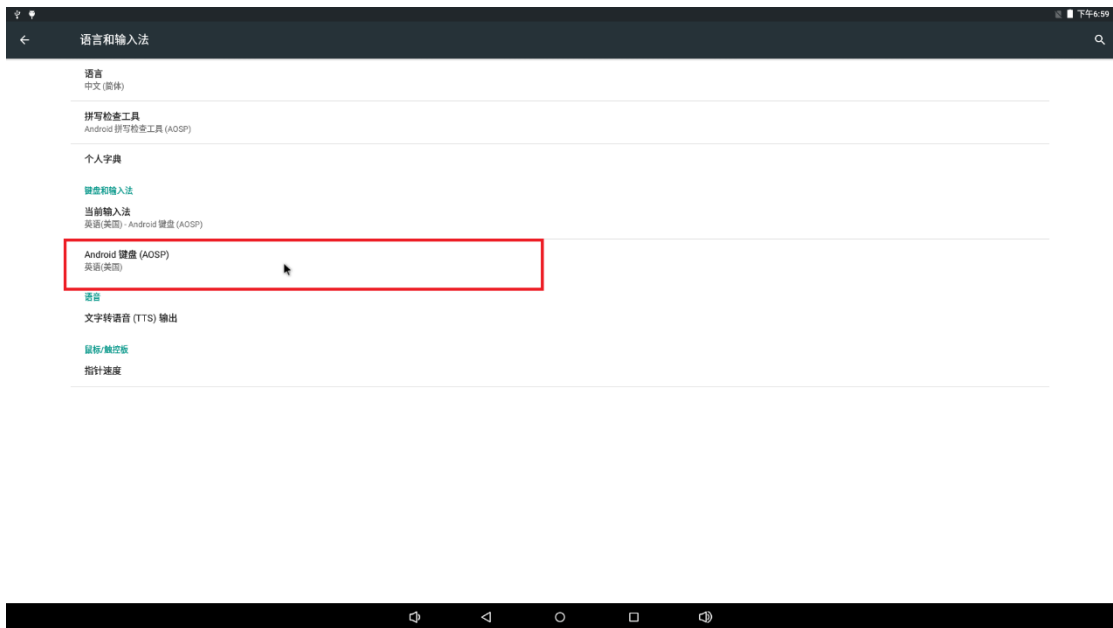 下午6:59
语言和输入法
语言
中文 (简体)
拼写检查工具
Android 拼写检查工具 (AOSP)
个人字典
键盘和输入法
当前输入法
英语(美国) - Android 键盘 (AOSP)
Android 键盘 (AOSP)
英语(美国)
语音
文字转语音 (TTS) 输出
鼠标/触控板
指针速度